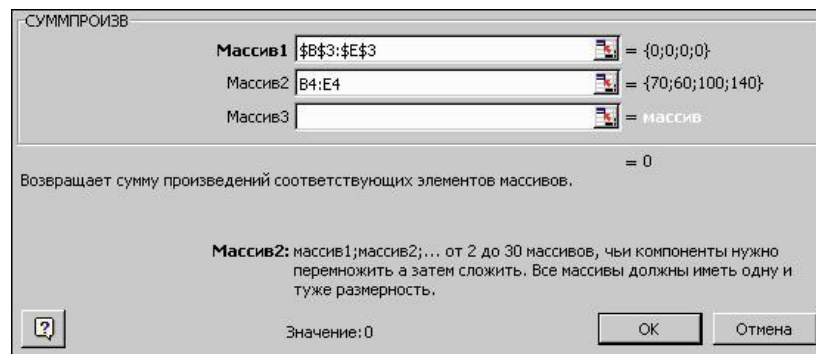 СУММПРОИЗВ
Массив1 $B$3:$E$3 = {0;0;0;0}
Массив2 B4:E4 = {70;60;100;140}
Массив3 = массив
= 0
Возвращает сумму произведений соответствующих элементов массивов.
Массив2: массив1;массив2;... от 2 до 30 массивов, чьи компоненты нужно
перемножить а затем сложить. Все массивы должны иметь одну и
туже размерность.
? Значение:0 OK Отмена